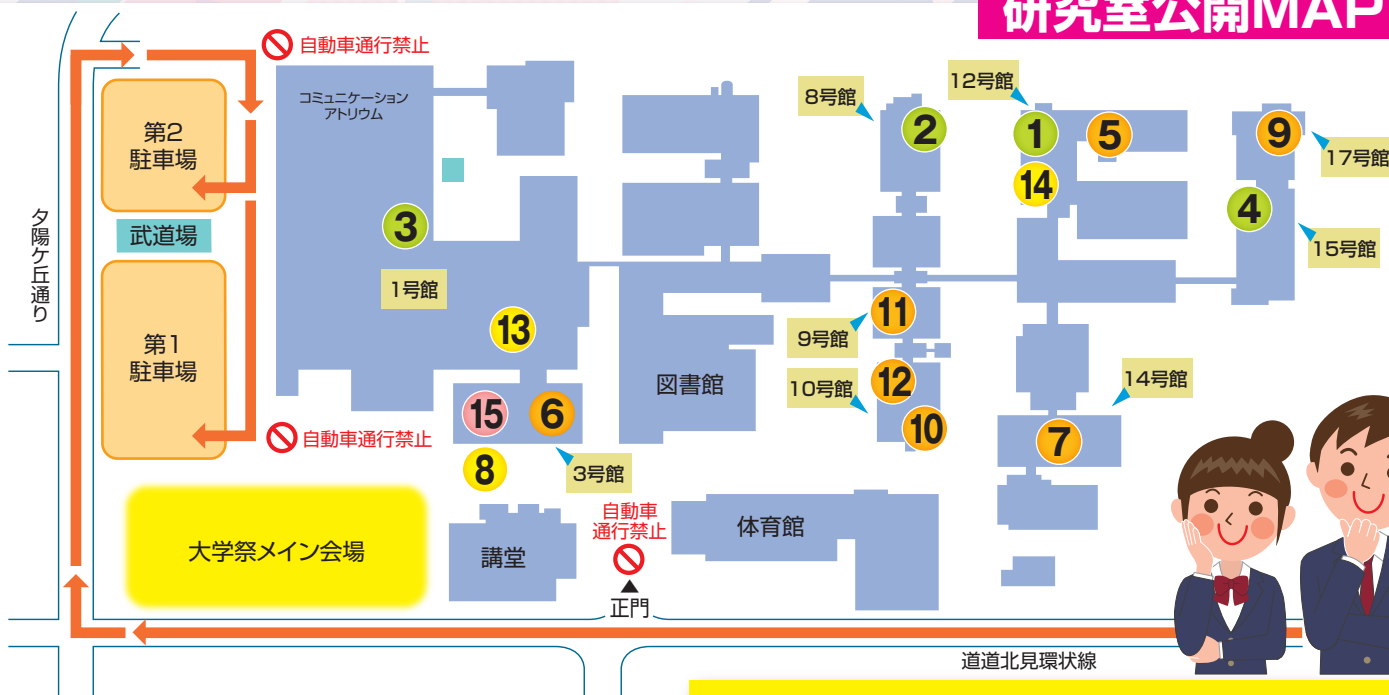 研究室公開MAP
自動車通行禁止
コミュニケーション
アトリウム
第2
駐車場
武道場
第1
駐車場
夕陽ケ丘通り
自動車通行禁止
大学祭メイン会場
3
1号館
13
15
6
8
3号館
講堂
図書館
自動車
通行禁止
正門
体育館
8号館
2
11
9号館
12
10号館
10
12号館
1
5
14
9
17号館
4
15号館
14号館
7
道道北見環状線